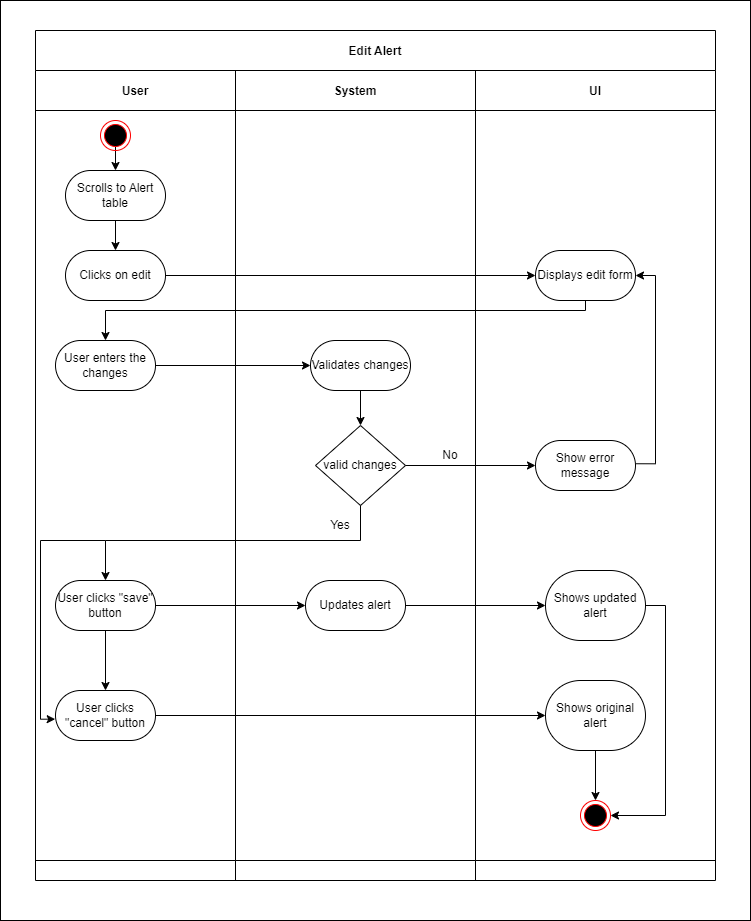 Edit Alert
User
System
UI
Scrolls to Alert
table
Clicks on edit
Displays edit form
User enters the
changes
Validates changes
valid changes
No
Show error
message
Yes
User clicks "save"
button
Updates alert
Shows updated
alert
User clicks
"cancel" button
Shows original
alert